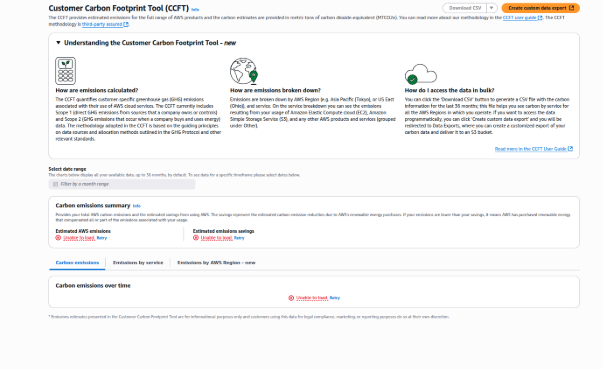 Customer Carbon Footprint Tool (CCFT) Info
Download CSV
Create custom data export
The CCFT provides estimated emissions for the full range of AWS products and the carbon estimates are provided in metric tons of carbon dioxide-equivalent (MTCO2e). You can read more about our methodology in the CCFT user guide. The CCFT
methodology is third-party assured
Understanding the Customer Carbon Footprint Tool - new
How are emissions calculated?
The CCFT quantifies customer-specific greenhouse gas (GHG) emissions
associated with their use of AWS cloud services. The CCFT currently includes
Scope 1 (direct GHG emissions from sources that a company owns or controls)
and Scope 2 (GHG emissions that occur when a company buys and uses energy)
data. The methodology adopted in the CCFT is based on the guiding principles
on data sources and allocation methods outlined in the GHG Protocol and other
relevant standards.
How are emissions broken down?
Emissions are broken down by AWS Region (e.g. Asia Pacific [Tokyo], or US East
[Ohio]), and service. On the service breakdown you can see the emissions
resulting from your usage of Amazon Elastic Compute cloud (EC2), Amazon
Simple Storage Service (S3), and any other AWS products and services (grouped
under Other).
How do I access the data in bulk?
You can click the 'Download CSV' button to generate a CSV file with the carbon
information for the last 36 months; this file helps you see carbon by service for
all the AWS Regions in which you operate. If you want to access the data
programmatically, you can click 'Create custom data export' and you will be
redirected to Data Exports, where you can create a customized export of your
carbon data and deliver it to an S3 bucket.
Read more in the CCFT User Guide
Select date range
The charts below display all your available data, up to 36 months, by default. To see data for a specific timeframe please select dates below.
Filter by a month range
Carbon emissions summary Info
Provides your total AWS carbon emissions and the estimated savings from using AWS. The savings represent the estimated carbon emission reduction due to AWS's renewable energy purchases. If your emissions are lower than your savings, it means AWS has purchased renewable energy
that compensated all or part of the emissions associated with your usage.
Estimated AWS emissions
Unable to load. Retry
Estimated emissions savings
Unable to load. Retry
Carbon emissions
Emissions by service
Emissions by AWS Region - new
Carbon emissions over time
Unable to load. Retry
* Emissions estimates presented in the Customer Carbon Footprint Tool are for informational purposes only and customers using this data for legal compliance, marketing, or reporting purposes do so at their own discretion.